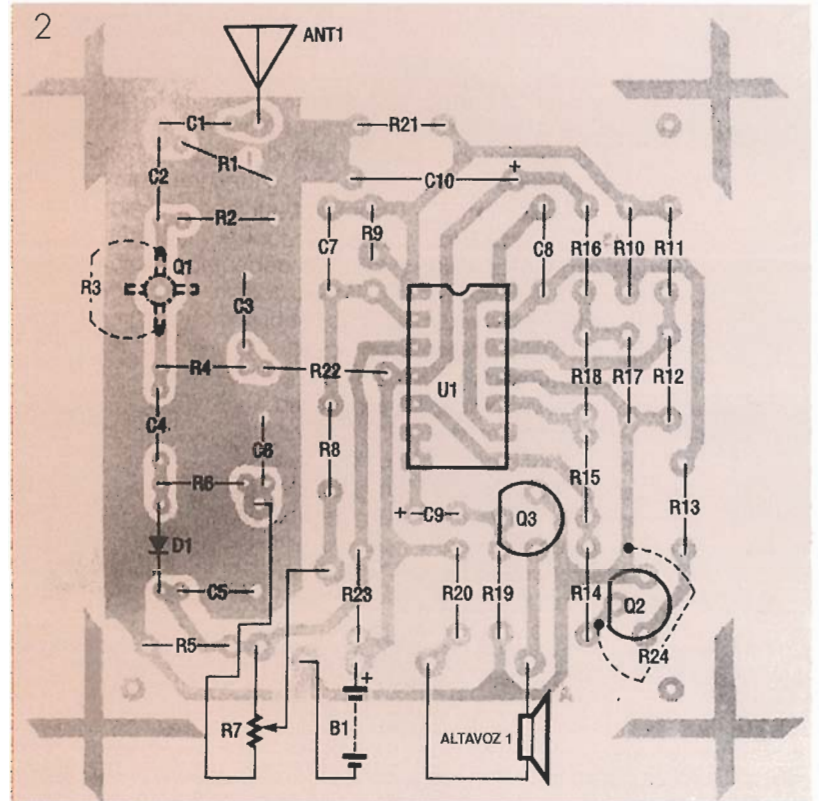 2
ANT1
C1
R21
R1
C2
C10
+
R2
C7
R9
C8
R16
R10
R11
Q1
R3
C3
R4
R22
U1
R18
R17
R12
C4
C6
R8
R6
R15
R13
+
C9
Q3
D1
C5
R23
R20
R19
R14
Q2
R5
R24
+
R7
B1
ALTAVOZ 1